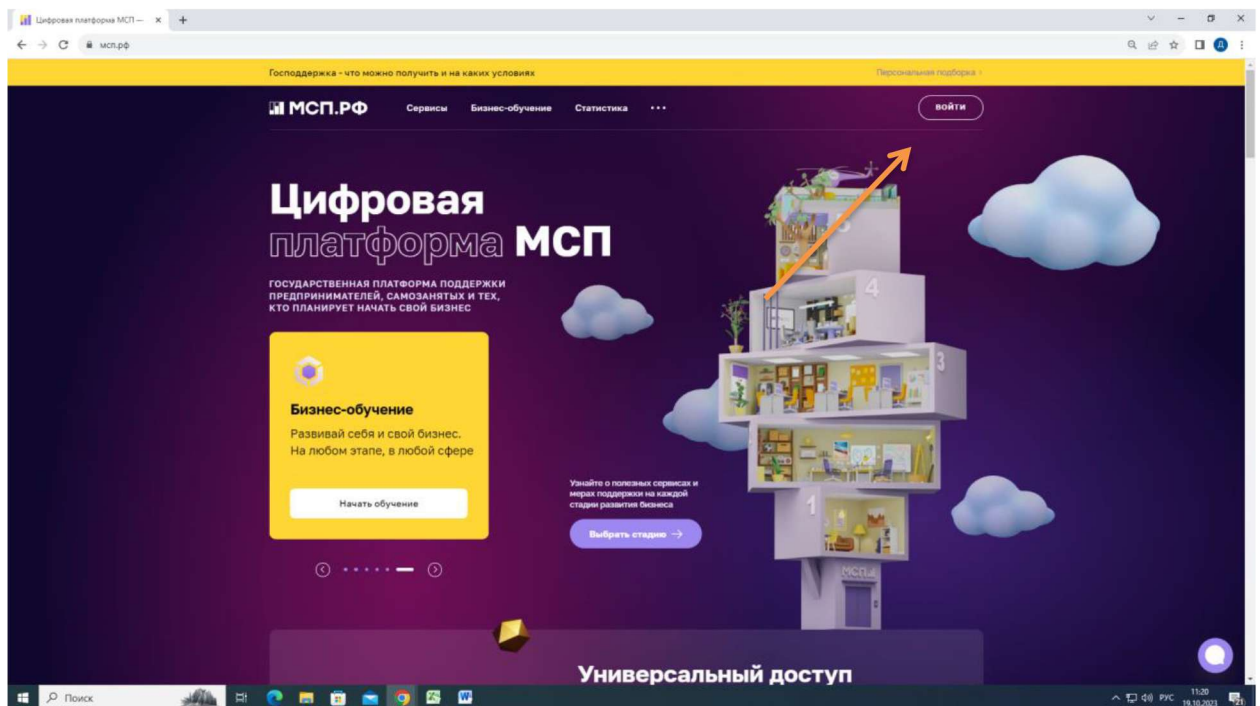 Цифровая платформа МСП —
мсп.рф
Д
Господдержка - что можно получить и на каких условиях
Персональная подборка ›
МСП.РФ
Сервисы
Бизнес-обучение
Статистика
•••
ВОЙТИ
Цифровая
платформа МСП
ГОСУДАРСТВЕННАЯ ПЛАТФОРМА ПОДДЕРЖКИ
ПРЕДПРИНИМАТЕЛЕЙ, САМОЗАНЯТЫХ И ТЕХ,
КТО ПЛАНИРУЕТ НАЧАТЬ СВОЙ БИЗНЕС
Бизнес-обучение
Развивай себя и свой бизнес.
На любом этапе, в любой сфере
Начать обучение
5
4
3
1
МСП
Узнайте о полезных сервисах и
мерах поддержки на каждой
стадии развития бизнеса
Выбрать стадию →
Универсальный доступ
Поиск
РУС
11:20
19.10.2023
21